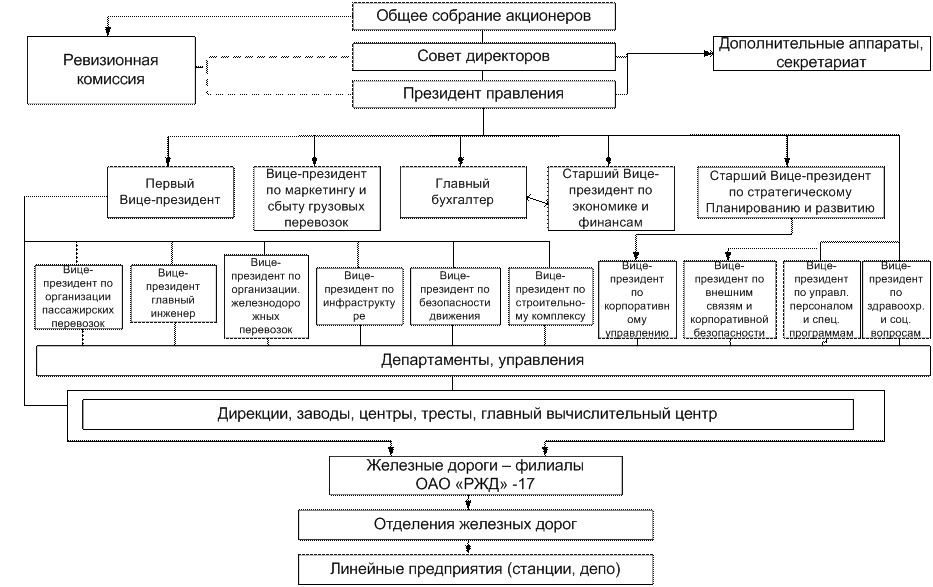 Общее собрание акционеров
Ревизионная
комиссия
Совет директоров
Дополнительные аппараты,
секретариат
Президент правления
Первый
Вице-президент
Вице-президент
по маркетингу и
сбыту грузовых
перевозок
Главный
бухгалтер
Старший Вице-
президент по
экономике и
финансам
Старший Вице-президент
по стратегическому
Планированию и развитию
Вице-
президент по
организации
пассажирских
перевозок
Вице-
президент
главный
инженер
Вице-
президент по
организации.
железнодоро
жных
перевозок
Вице-
президент по
инфраструкту
ре
Вице-
президент по
безопасности
движения
Вице-
президент по
строительно-
му комплексу
Вице-
президент по
корпоративн
ому
управлению
Вице-
президент по
внешним
связям и
корпоративной
безопасности
Вице-
президент
по управл.
персоналом
и спец.
программам
Вице-
президент
по
здравоохр.
и соц.
вопросам
Департаменты, управления
Дирекции, заводы, центры, тресты, главный вычислительный центр
Железные дороги – филиалы
ОАО «РЖД» -17
Отделения железных дорог
Линейные предприятия (станции, депо)